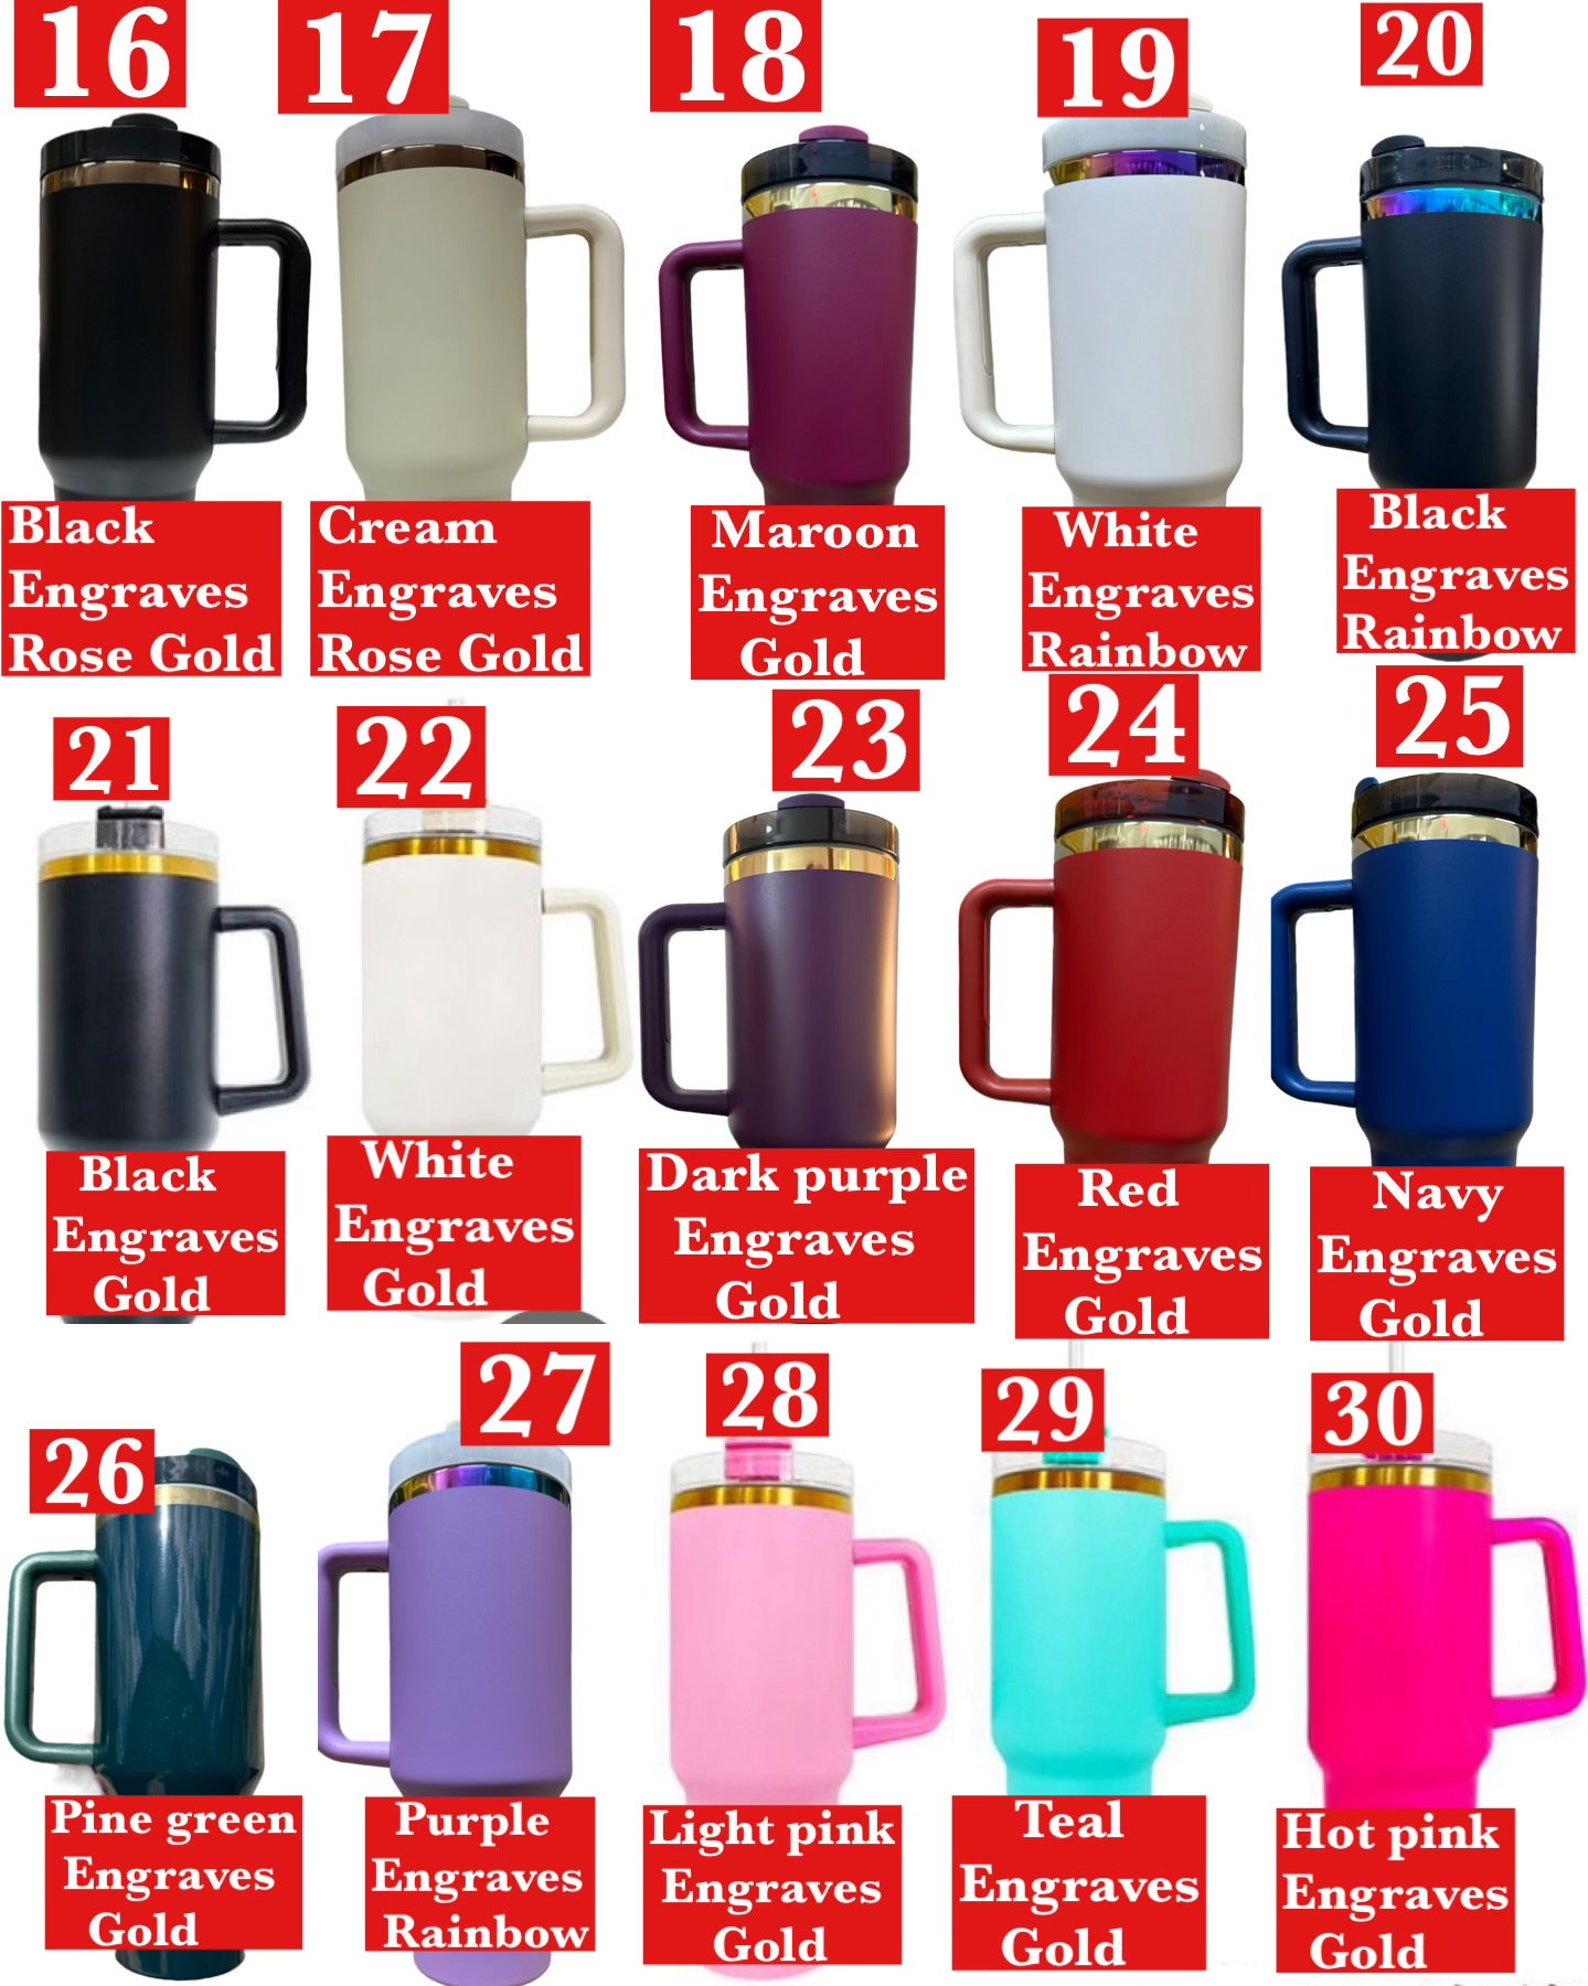 16
17
18
19
20
Black
Engraves
Rose Gold
Cream
Engraves
Rose Gold
Maroon
Engraves
Gold
White
Engraves
Rainbow
Black
Engraves
Rainbow
21
22
23
24
25
Black
Engraves
Gold
White
Engraves
Gold
Dark purple
Engraves
Gold
Red
Engraves
Gold
Navy
Engraves
Gold
26
27
28
29
30
Pine green
Engraves
Gold
Purple
Engraves
Rainbow
Light pink
Engraves
Gold
Teal
Engraves
Gold
Hot pink
Engraves
Gold